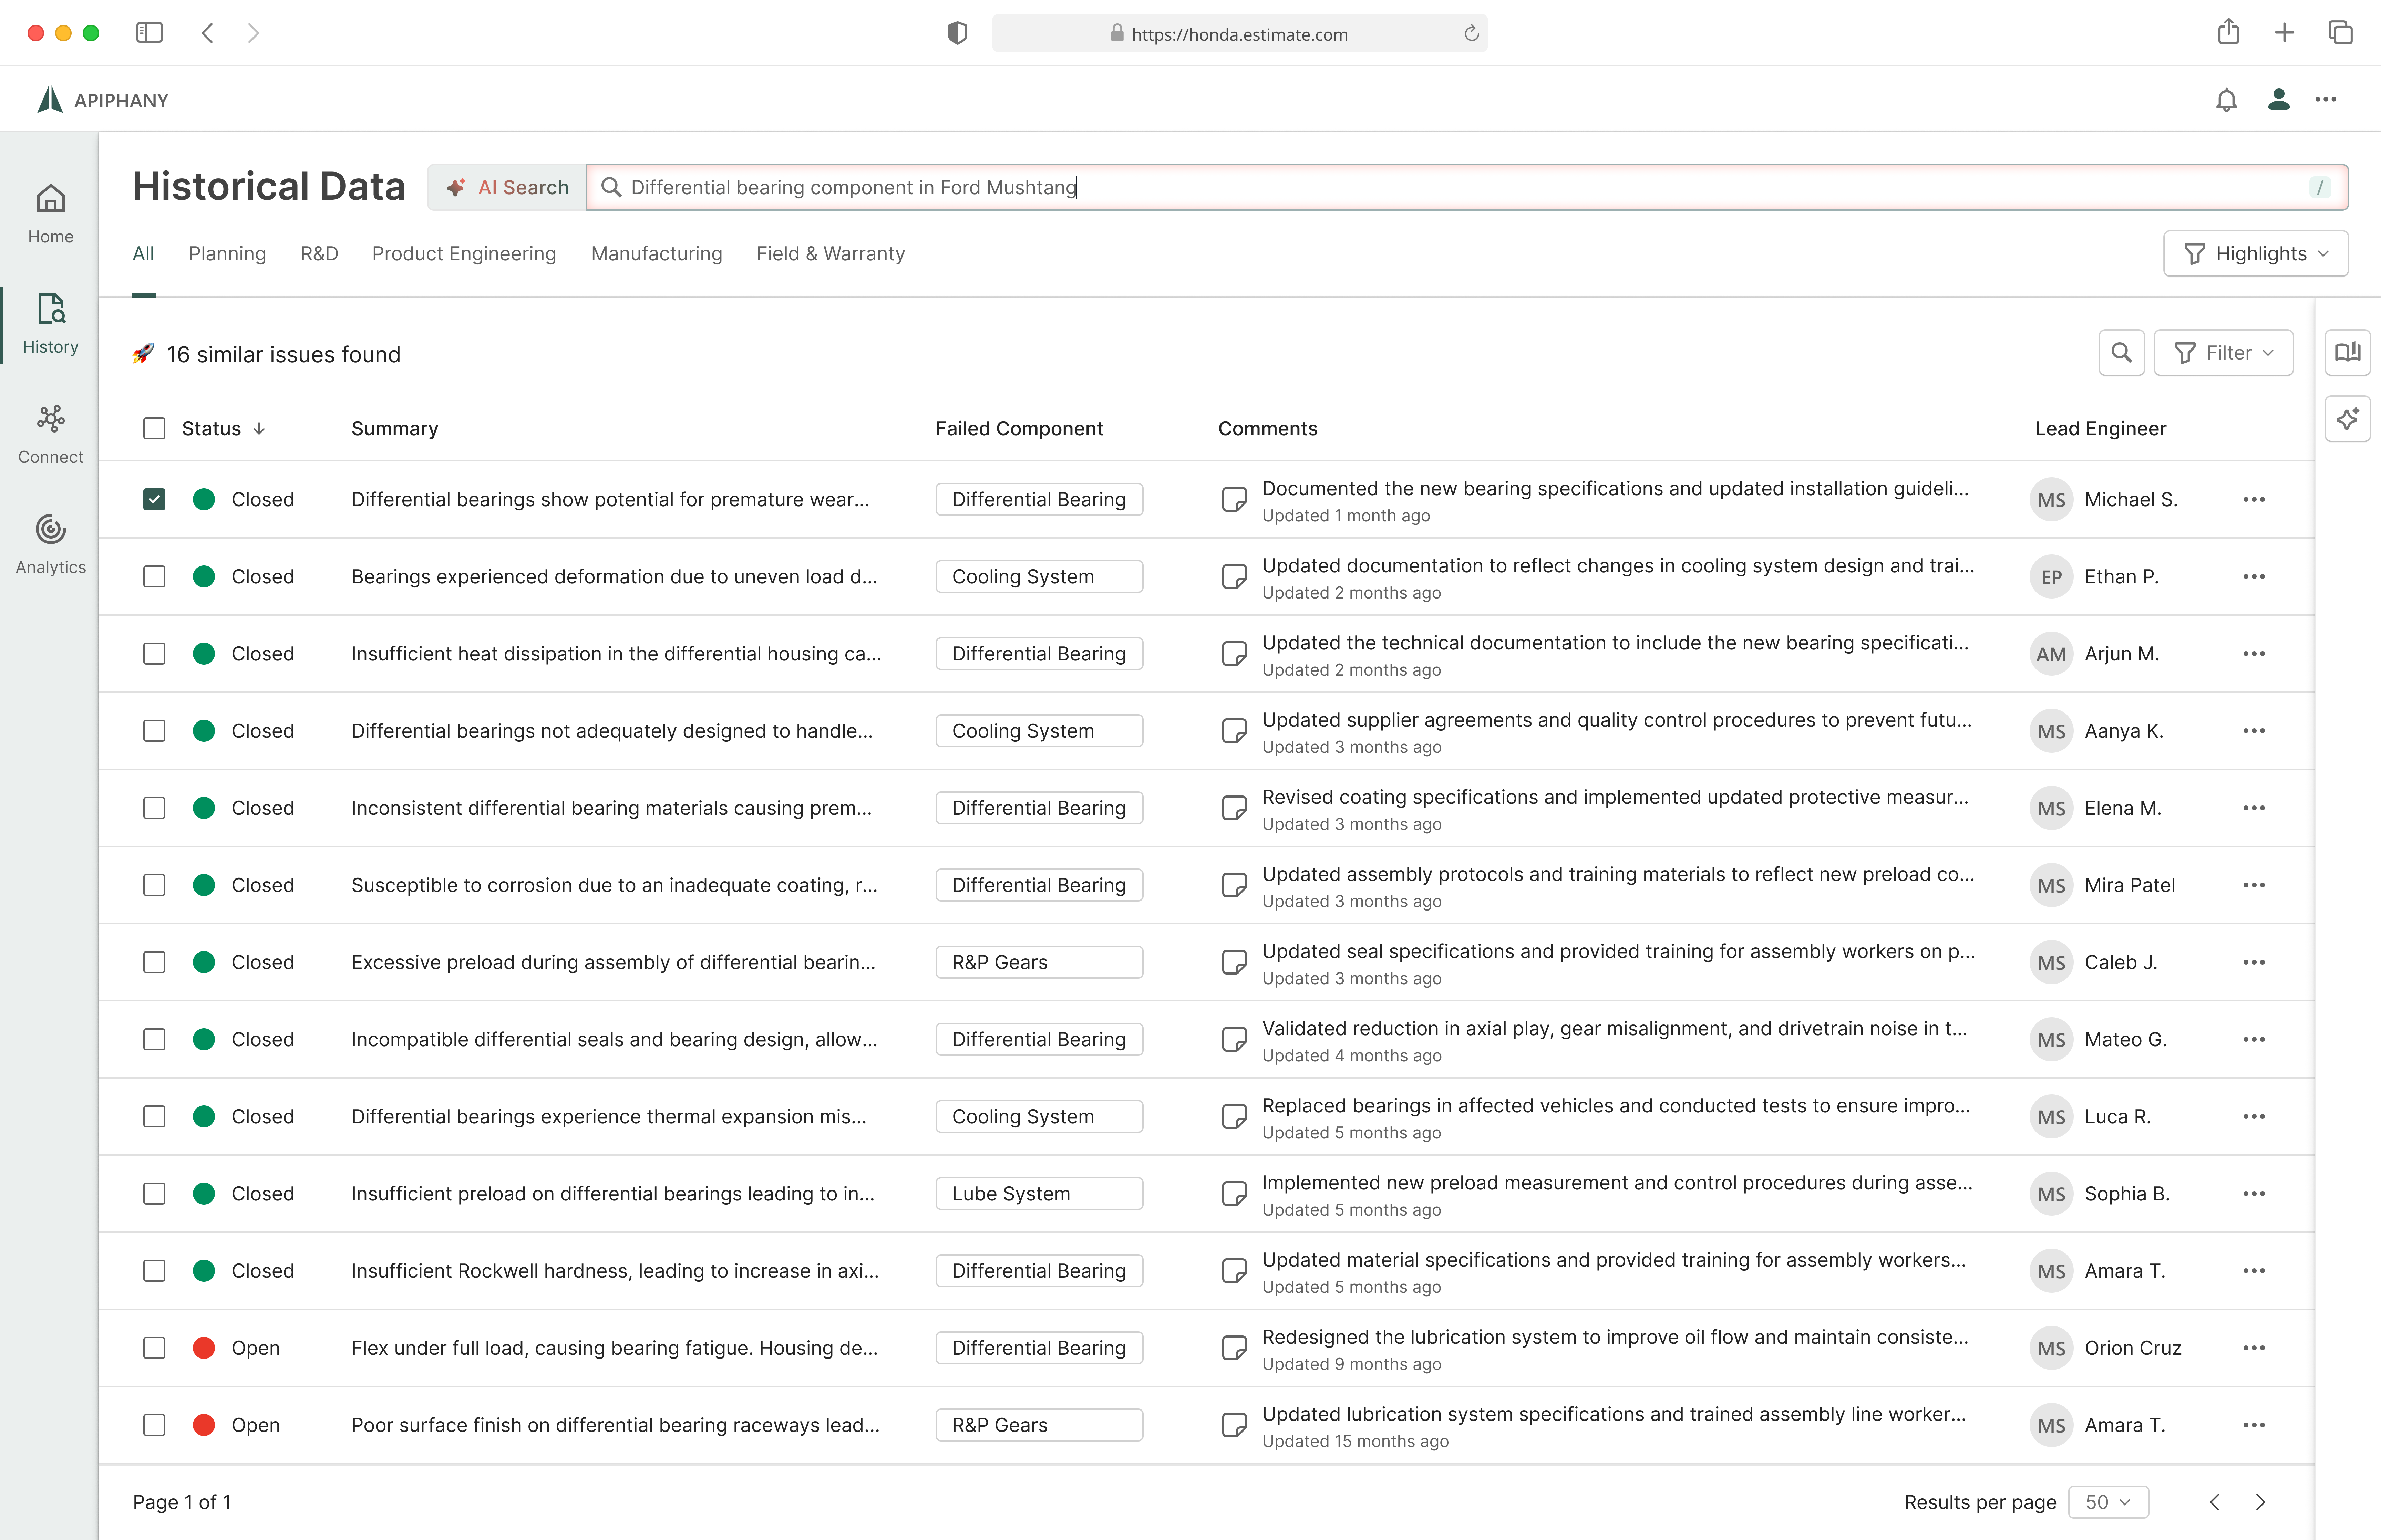 https://honda.estimate.com
APIPHANY
Historical Data
AI Search
Differential bearing component in Ford Mushtang
/
All Planning R&D Product Engineering Manufacturing Field & Warranty
Highlights
Home
History
Connect
Analytics
16 similar issues found
Filter
Status Summary Failed Component Comments Lead Engineer
Closed Differential bearings show potential for premature wear... Differential Bearing Documented the new bearing specifications and updated installation guideli... MS Michael S.
Updated 1 month ago
Closed Bearings experienced deformation due to uneven load d... Cooling System Updated documentation to reflect changes in cooling system design and trai... EP Ethan P.
Updated 2 months ago
Closed Insufficient heat dissipation in the differential housing ca... Differential Bearing Updated the technical documentation to include the new bearing specificati... AM Arjun M.
Updated 2 months ago
Closed Differential bearings not adequately designed to handle... Cooling System Updated supplier agreements and quality control procedures to prevent futu... MS Aanya K.
Updated 3 months ago
Closed Inconsistent differential bearing materials causing prem... Differential Bearing Revised coating specifications and implemented updated protective measur... MS Elena M.
Updated 3 months ago
Closed Susceptible to corrosion due to an inadequate coating, r... Differential Bearing Updated assembly protocols and training materials to reflect new preload co... MS Mira Patel
Updated 3 months ago
Closed Excessive preload during assembly of differential bearin... R&P Gears Updated seal specifications and provided training for assembly workers on p... MS Caleb J.
Updated 3 months ago
Closed Incompatible differential seals and bearing design, allow... Differential Bearing Validated reduction in axial play, gear misalignment, and drivetrain noise in t... MS Mateo G.
Updated 4 months ago
Closed Differential bearings experience thermal expansion mis... Cooling System Replaced bearings in affected vehicles and conducted tests to ensure impro... MS Luca R.
Updated 5 months ago
Closed Insufficient preload on differential bearings leading to in... Lube System Implemented new preload measurement and control procedures during asse... MS Sophia B.
Updated 5 months ago
Closed Insufficient Rockwell hardness, leading to increase in axi... Differential Bearing Updated material specifications and provided training for assembly workers... MS Amara T.
Updated 5 months ago
Open Flex under full load, causing bearing fatigue. Housing de... Differential Bearing Redesigned the lubrication system to improve oil flow and maintain consiste... MS Orion Cruz
Updated 9 months ago
Open Poor surface finish on differential bearing raceways lead... R&P Gears Updated lubrication system specifications and trained assembly line worker... MS Amara T.
Updated 15 months ago
Page 1 of 1 Results per page 50